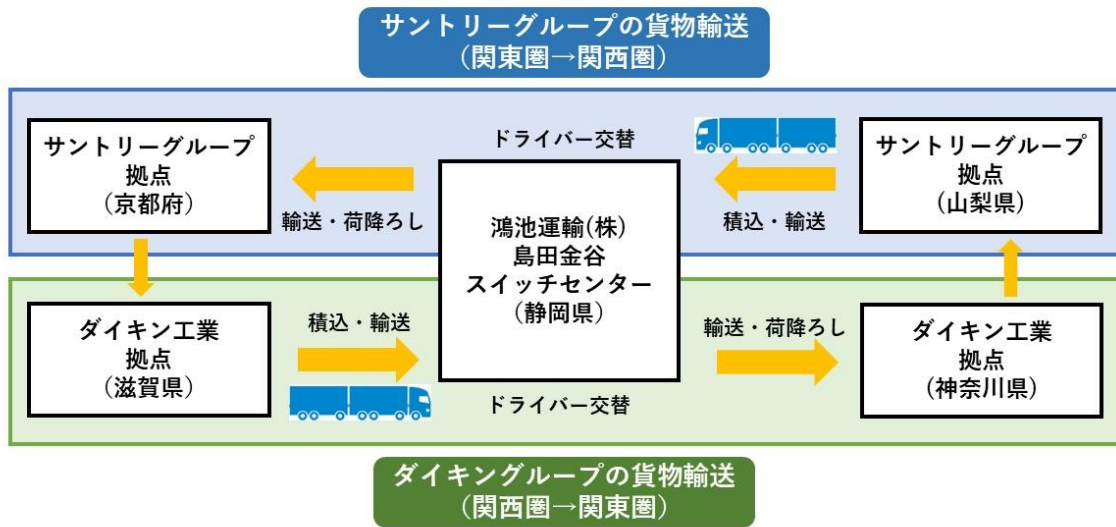 サントリーグループの貨物輸送
（関東圏→関西圏）
サントリーグループ
拠点
（京都府）
輸送・荷降ろし
ドライバー交替
鴻池運輸(株)
島田金谷
スイッチセンター
（静岡県）
積込・輸送
サントリーグループ
拠点
（山梨県）
ダイキン工業
拠点
（滋賀県）
積込・輸送
ドライバー交替
輸送・荷降ろし
ダイキン工業
拠点
（神奈川県）
ダイキングループの貨物輸送
（関西圏→関東圏）